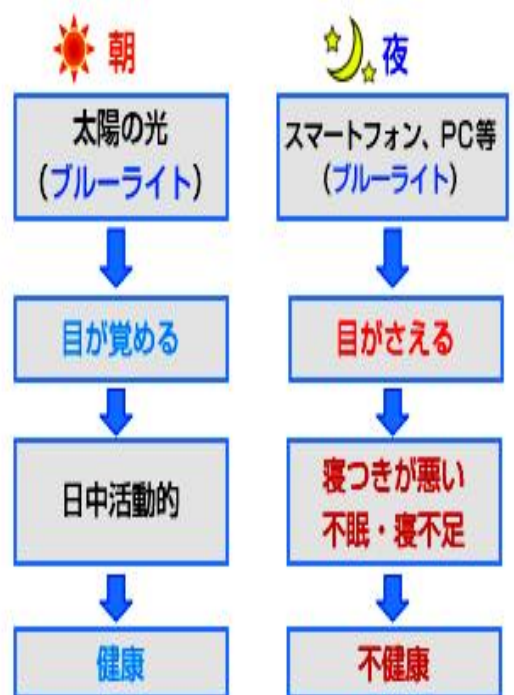 朝
太陽の光
(ブルーライト)
目が覚める
日中活動的
健康
夜
スマートフォン、PC等
(ブルーライト)
目がさえる
寝つきが悪い
不眠・寝不足
不健康